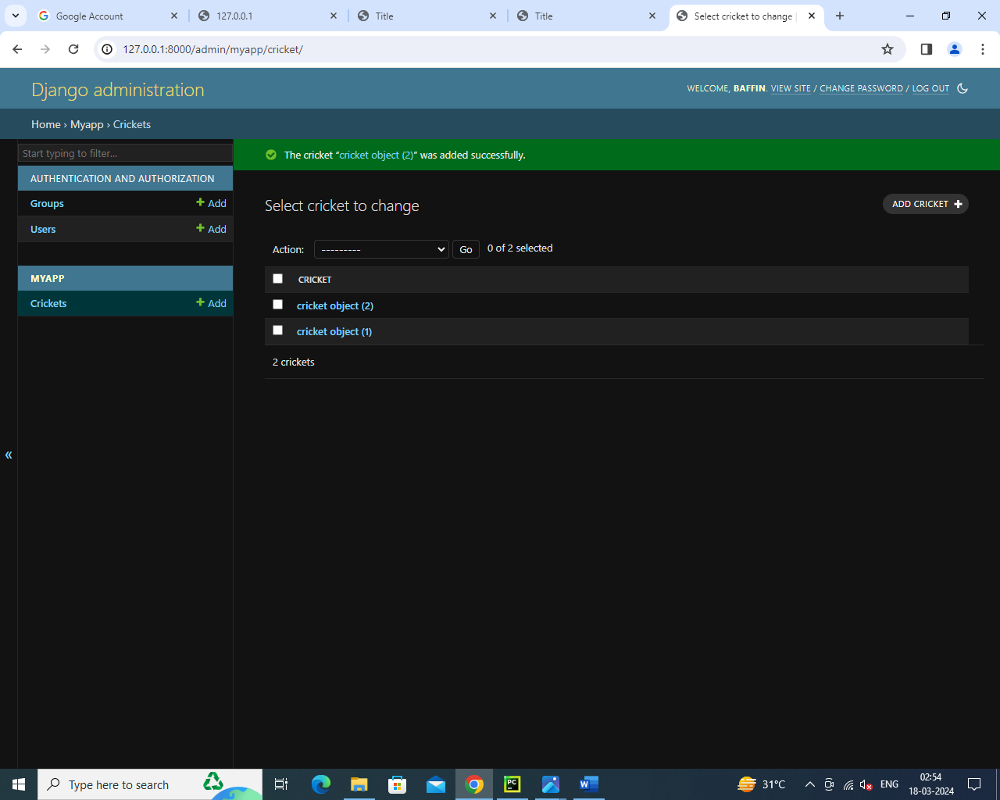 Google Account
127.0.0.1
Title
Title
Select cricket to change
127.0.0.1:8000/admin/myapp/cricket/
Django administration
WELCOME, BAFFIN. VIEW SITE / CHANGE PASSWORD / LOG OUT
Home › Myapp › Crickets
Start typing to filter...
The cricket “cricket object (2)” was added successfully.
AUTHENTICATION AND AUTHORIZATION
Groups + Add
Users + Add
MYAPP
Crickets + Add
Select cricket to change
ADD CRICKET +
Action: --------- Go 0 of 2 selected
CRICKET
cricket object (2)
cricket object (1)
2 crickets
«
Type here to search
PC
W
31°C
ENG
02:54
18-03-2024